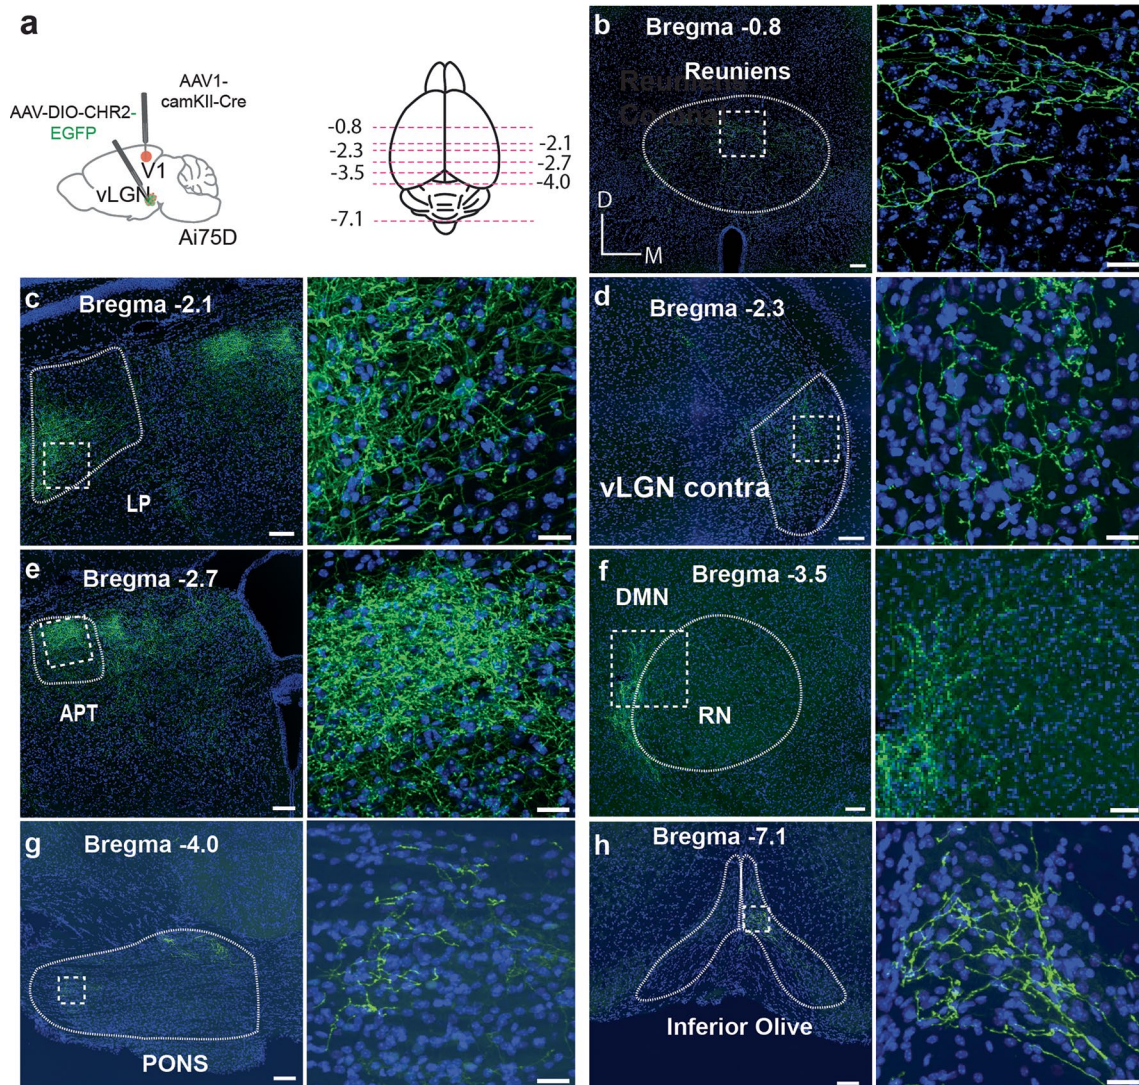 a
AAV1-
camKII-Cre
AAV-DIO-CHR2-
EGFP
V1
vLGN
Ai75D
-0.8
-2.1
-2.3
-2.7
-3.5
-4.0
-7.1
b
Bregma -0.8
Reuniens
Reuniens
Coronal
D
M
c
Bregma -2.1
LP
d
Bregma -2.3
vLGN contra
e
Bregma -2.7
APT
f
Bregma -3.5
DMN
RN
g
Bregma -4.0
PONS
h
Bregma -7.1
Inferior Olive